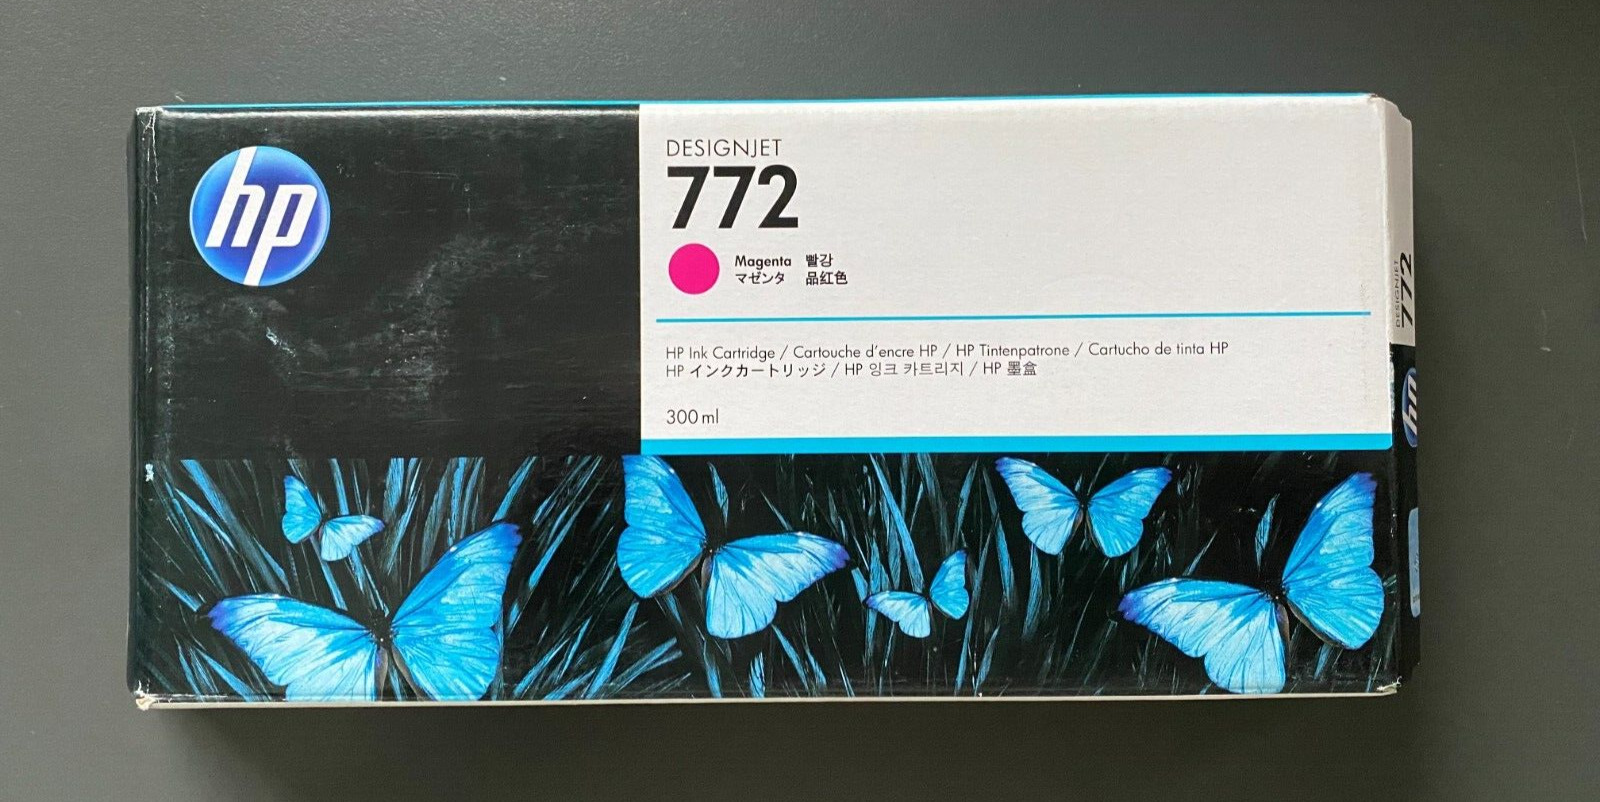 hp
DESIGNJET
772
Magenta 빨강
マゼンタ 品紅色
HP Ink Cartridge / Cartouche d'encre HP / HP Tintenpatrone / Cartucho de tinta HP
HP インクカートリッジ / HP 잉크 카트리지 / HP 墨盒
300 ml
DESIGNJET
772
hp